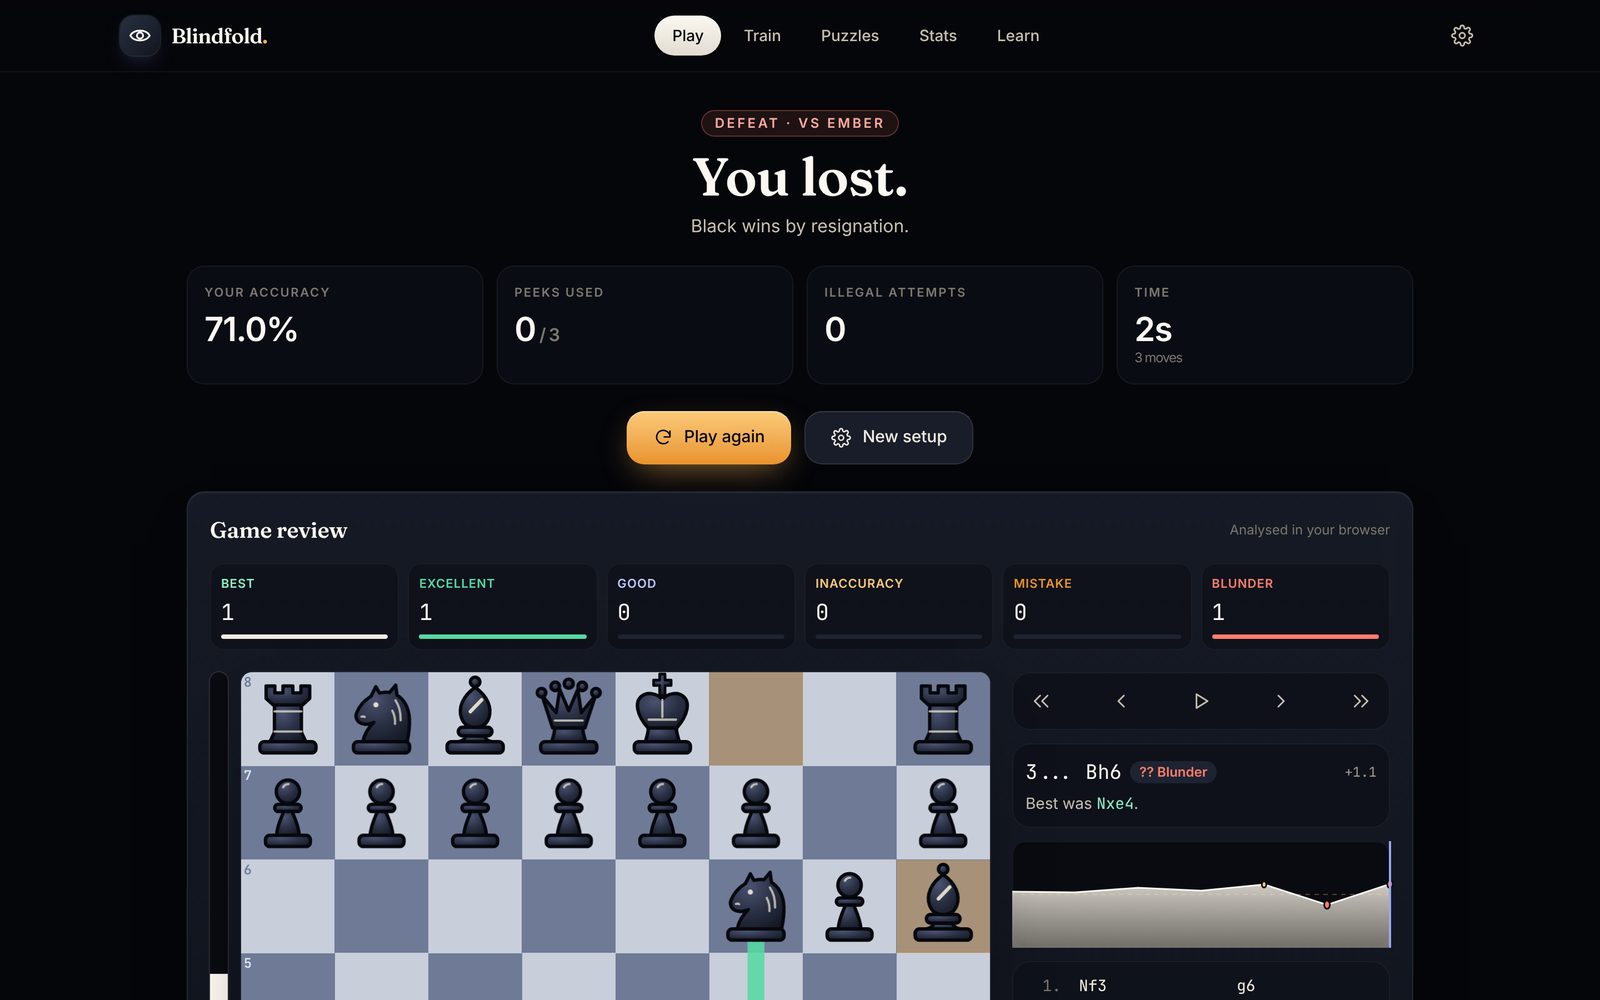 Blindfold.
Play Train Puzzles Stats Learn
DEFEAT · VS EMBER
You lost.
Black wins by resignation.
YOUR ACCURACY
71.0%
PEEKS USED
0 / 3
ILLEGAL ATTEMPTS
0
TIME
2s
3 moves
Play again
New setup
Game review
Analysed in your browser
BEST
1
EXCELLENT
1
GOOD
0
INACCURACY
0
MISTAKE
0
BLUNDER
1
8
7
6
5
3... Bh6 ?? Blunder +1.1
Best was Nxe4.
1. Nf3 g6